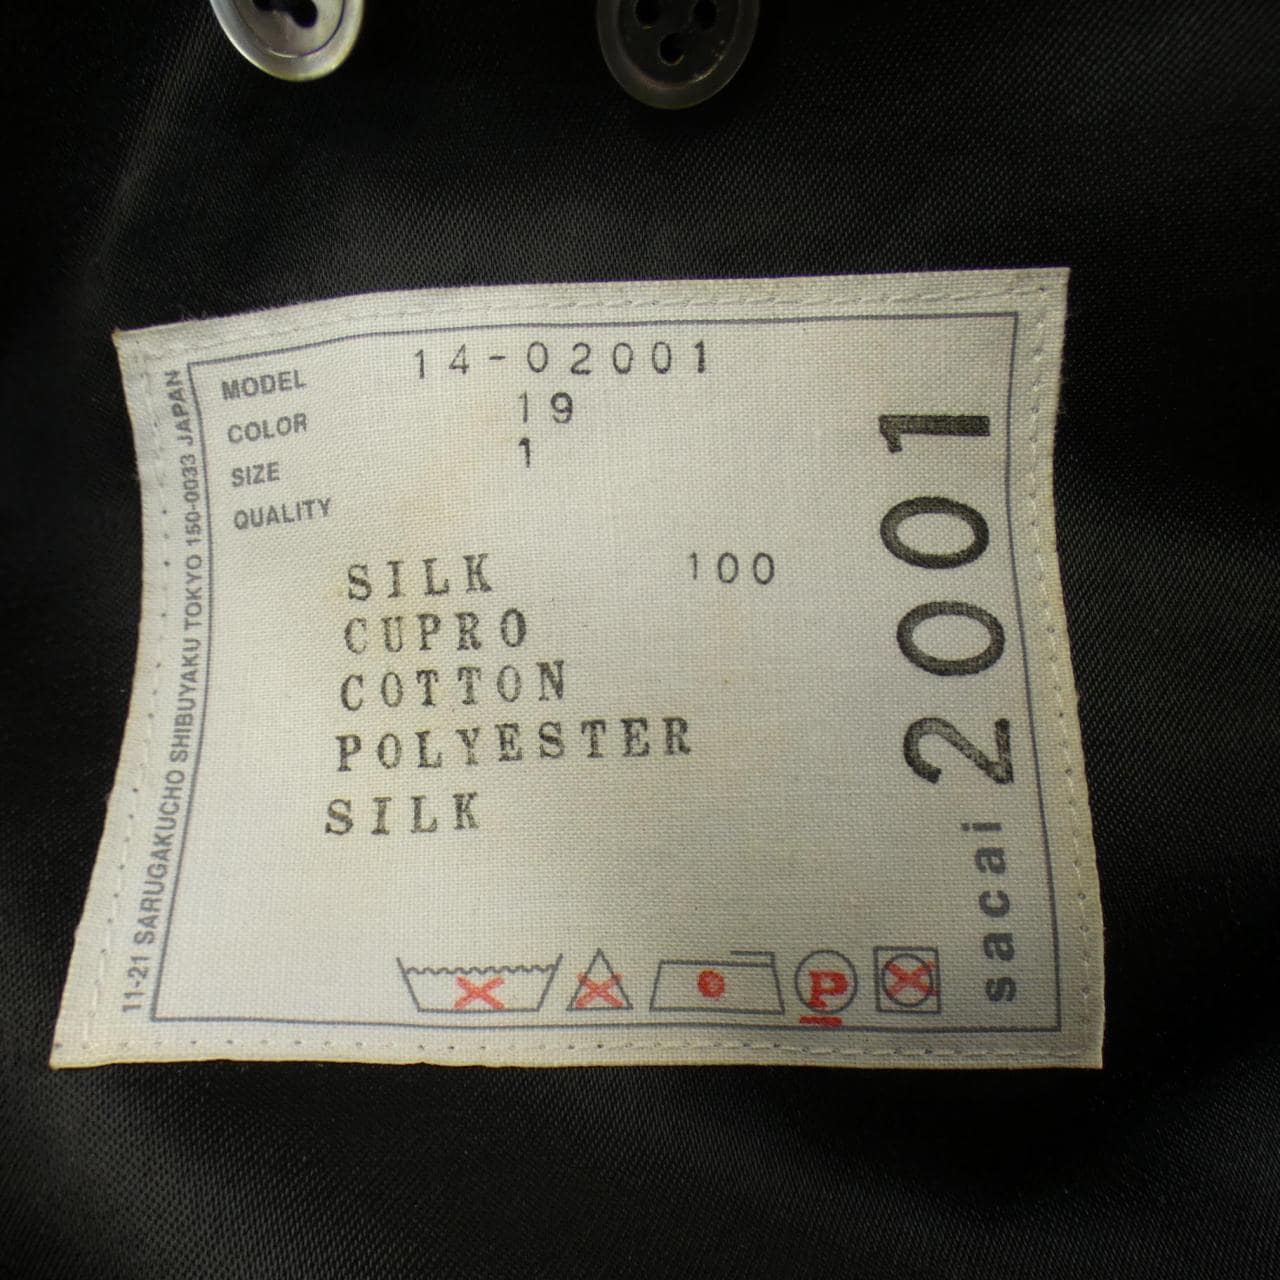 MODEL 14-02001
COLOR 19
SIZE 1
QUALITY
SILK 100
CUPRO
COTTON
POLYESTER
SILK
P
sacai 2001
11-21 SARUGAKUCHO SHIBUYAKU TOKYO 150-0033 JAPAN